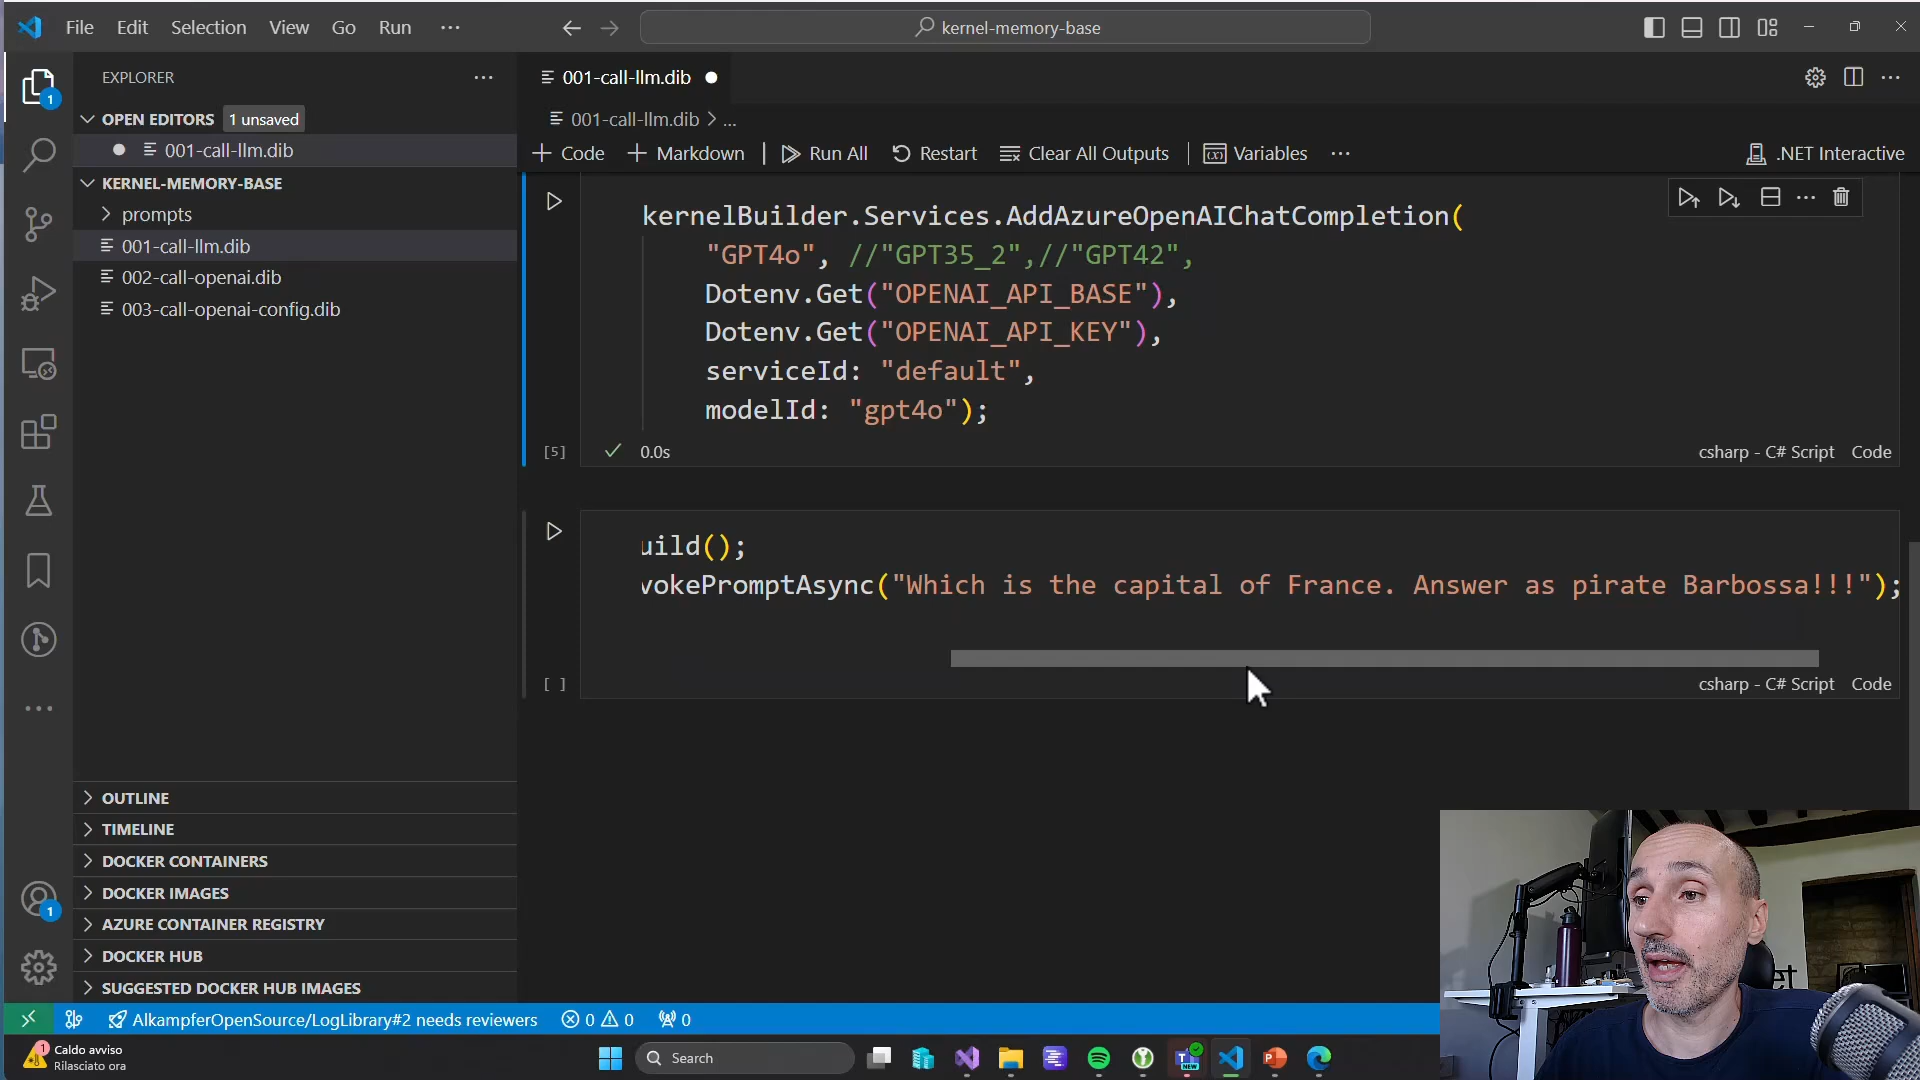 File Edit Selection View Go Run ···
kernel-memory-base
EXPLORER
1
OPEN EDITORS 1 unsaved
001-call-llm.dib
KERNEL-MEMORY-BASE
prompts
001-call-llm.dib
002-call-openai.dib
003-call-openai-config.dib
OUTLINE
TIMELINE
DOCKER CONTAINERS
DOCKER IMAGES
AZURE CONTAINER REGISTRY
DOCKER HUB
SUGGESTED DOCKER HUB IMAGES
1
001-call-llm.dib
001-call-llm.dib > ...
+ Code + Markdown Run All Restart Clear All Outputs Variables ··· .NET Interactive
kernelBuilder.Services.AddAzureOpenAIChatCompletion(
"GPT4o", //"GPT35_2",//"GPT42",
Dotenv.Get("OPENAI_API_BASE"),
Dotenv.Get("OPENAI_API_KEY"),
serviceId: "default",
modelId: "gpt4o");
[5] 0.0s csharp - C# Script Code
uild();
vokePromptAsync("Which is the capital of France. Answer as pirate Barbossa!!!");
[ ] csharp - C# Script Code
AlkampferOpenSource/LogLibrary#2 needs reviewers 0 0 0
1
Caldo avviso
Rilasciato ora
Search
NEW